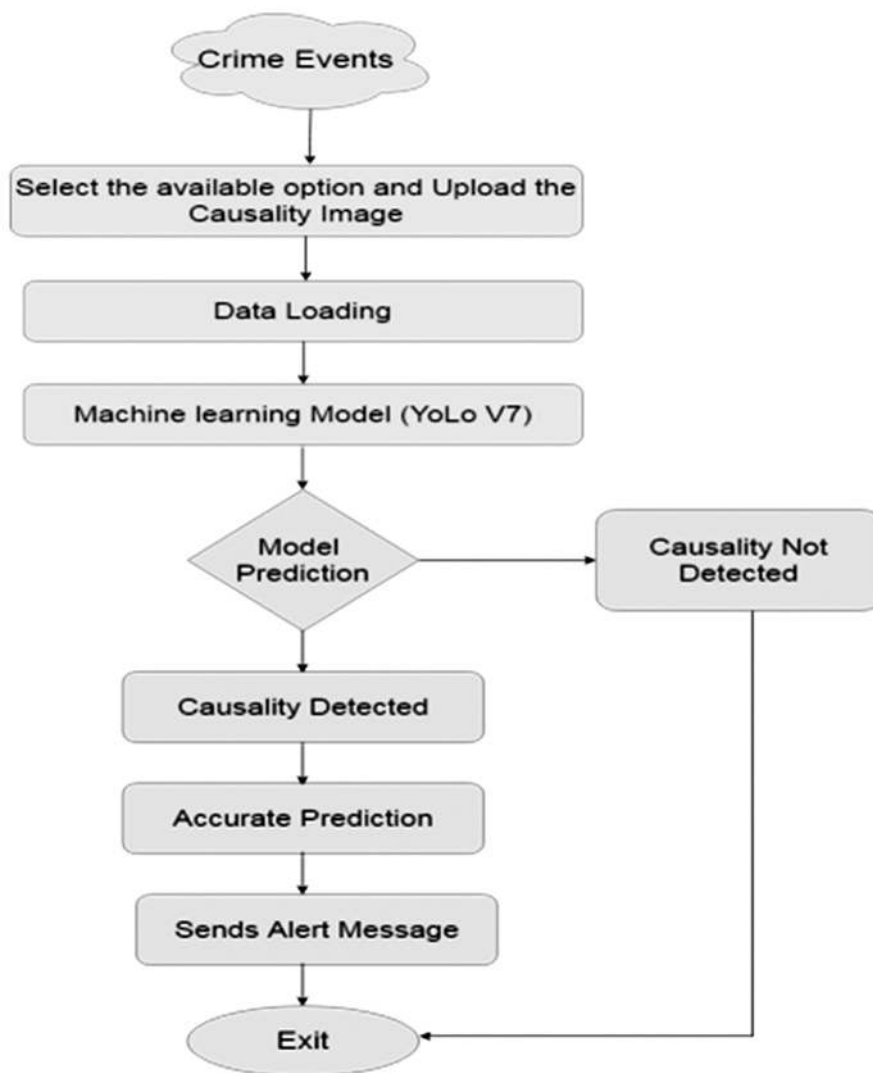 Crime Events
Select the available option and Upload the
Causality Image
Data Loading
Machine learning Model (YoLo V7)
Model
Prediction
Causality Not
Detected
Causality Detected
Accurate Prediction
Sends Alert Message
Exit